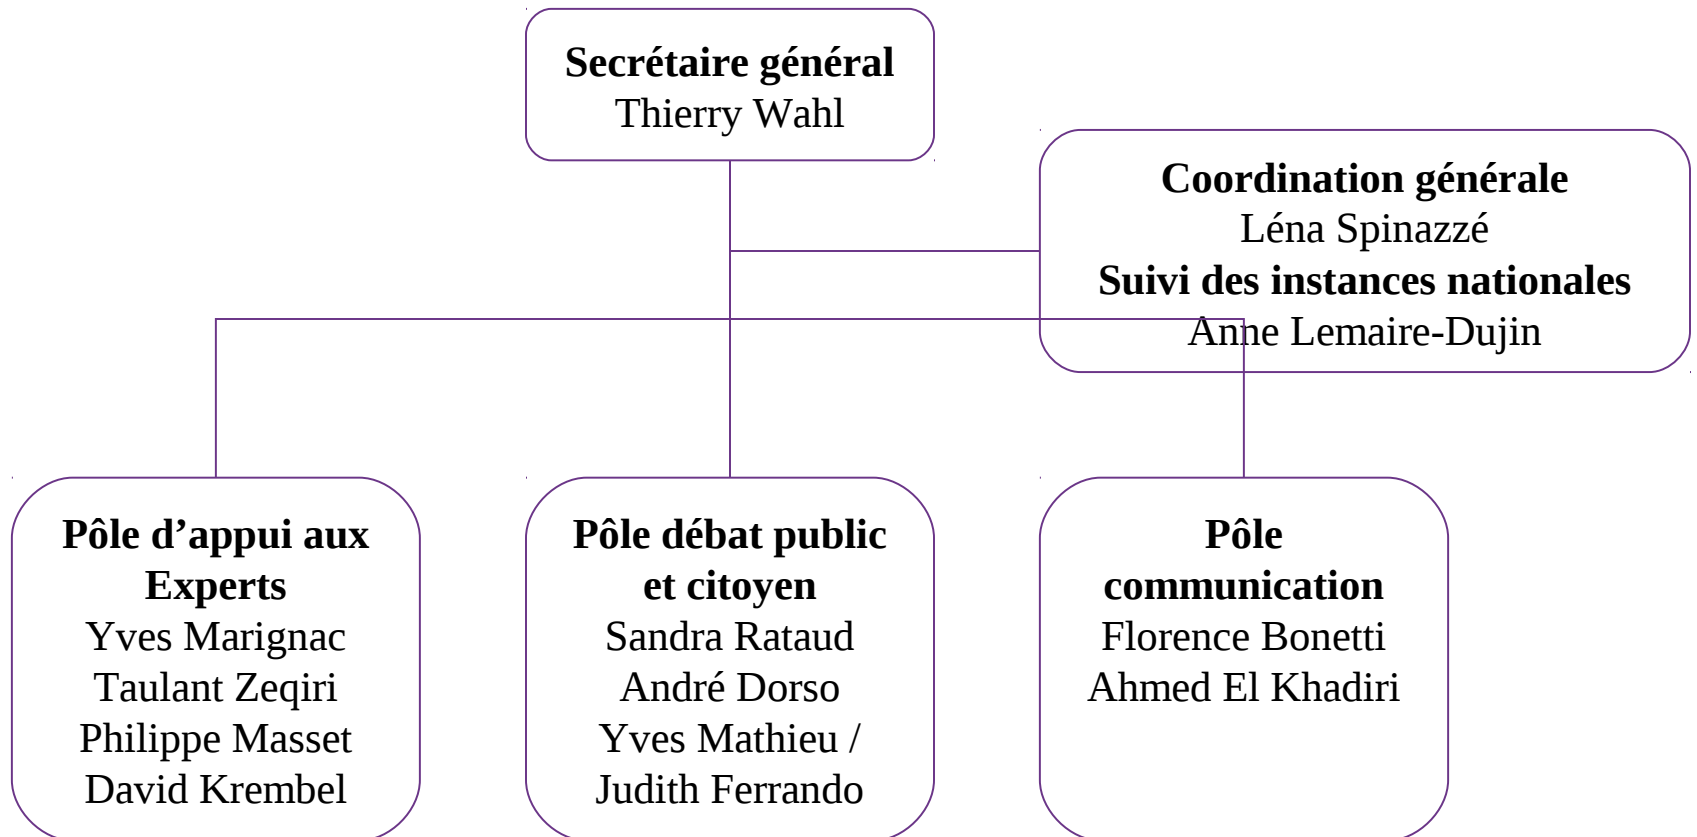 Secrétaire général
Thierry Wahl
Coordination générale
Léna Spinazzé
Suivi des instances nationales
Anne Lemaire-Dujin
Pôle d’appui aux
Experts
Yves Marignac
Taulant Zeqiri
Philippe Masset
David Krembel
Pôle débat public
et citoyen
Sandra Rataud
André Dorso
Yves Mathieu /
Judith Ferrando
Pôle
communication
Florence Bonetti
Ahmed El Khadiri